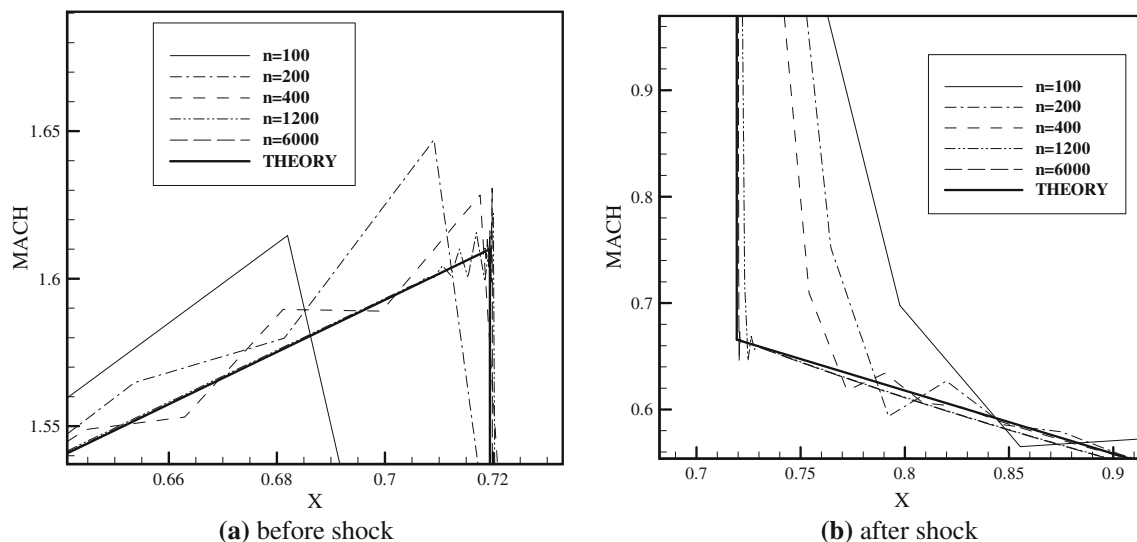 n=100
n=200
n=400
n=1200
n=6000
THEORY
1.65
1.6
1.55
MACH
0.66
0.68
0.7
0.72
X
(a) before shock
n=100
n=200
n=400
n=1200
n=6000
THEORY
0.9
0.8
0.7
0.6
MACH
0.7
0.75
0.8
0.85
0.9
X
(b) after shock